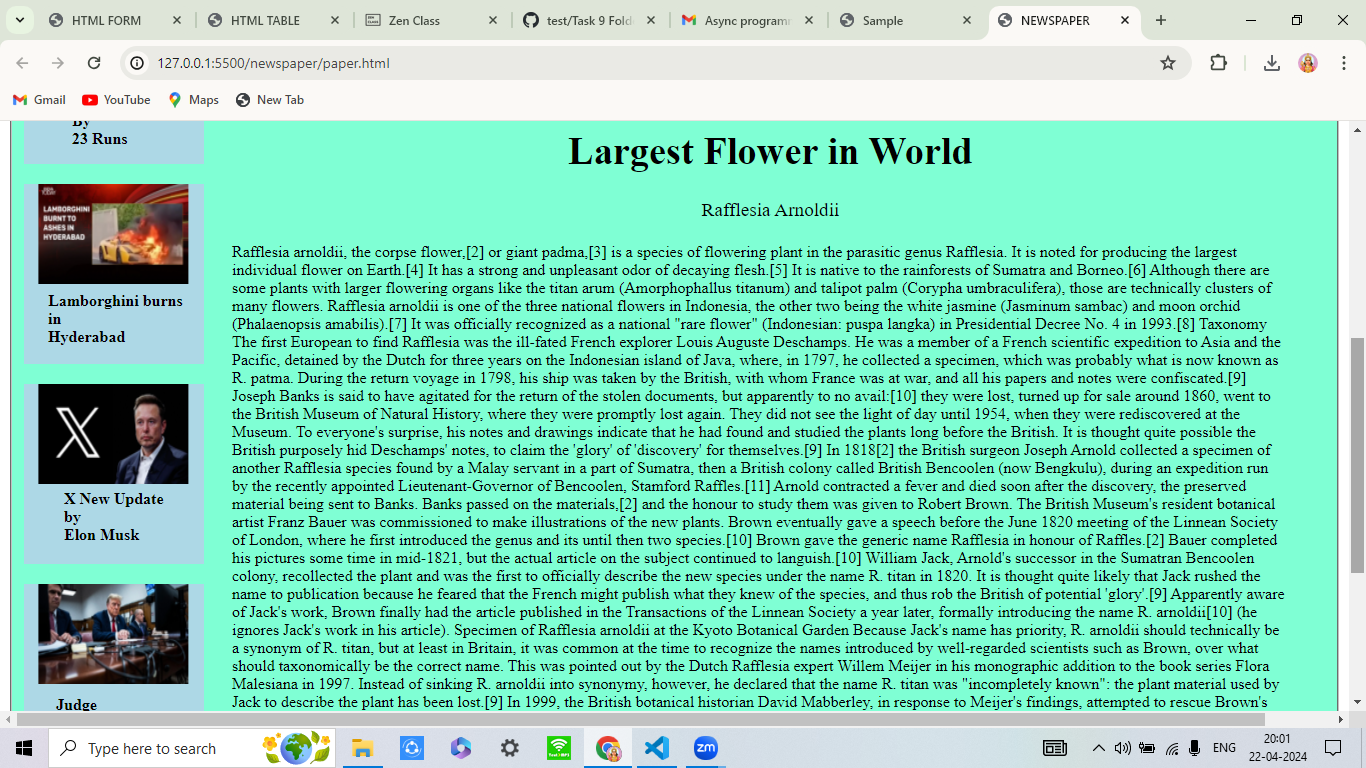 HTML FORM
HTML TABLE
Zen Class
test/Task 9 Fold
Async program
Sample
NEWSPAPER
127.0.0.1:5500/newspaper/paper.html
Gmail
YouTube
Maps
New Tab
By
23 Runs
LAMBORGHINI
BURNT TO
ASHES IN
HYDERABAD
Lamborghini burns
in
Hyderabad
X
X New Update
by
Elon Musk
Judge
Largest Flower in World
Rafflesia Arnoldii
Rafflesia arnoldii, the corpse flower,[2] or giant padma,[3] is a species of flowering plant in the parasitic genus Rafflesia. It is noted for producing the largest
individual flower on Earth.[4] It has a strong and unpleasant odor of decaying flesh.[5] It is native to the rainforests of Sumatra and Borneo.[6] Although there are
some plants with larger flowering organs like the titan arum (Amorphophallus titanum) and talipot palm (Corypha umbraculifera), those are technically clusters of
many flowers. Rafflesia arnoldii is one of the three national flowers in Indonesia, the other two being the white jasmine (Jasminum sambac) and moon orchid
(Phalaenopsis amabilis).[7] It was officially recognized as a national "rare flower" (Indonesian: puspa langka) in Presidential Decree No. 4 in 1993.[8] Taxonomy
The first European to find Rafflesia was the ill-fated French explorer Louis Auguste Deschamps. He was a member of a French scientific expedition to Asia and the
Pacific, detained by the Dutch for three years on the Indonesian island of Java, where, in 1797, he collected a specimen, which was probably what is now known as
R. patma. During the return voyage in 1798, his ship was taken by the British, with whom France was at war, and all his papers and notes were confiscated.[9]
Joseph Banks is said to have agitated for the return of the stolen documents, but apparently to no avail:[10] they were lost, turned up for sale around 1860, went to
the British Museum of Natural History, where they were promptly lost again. They did not see the light of day until 1954, when they were rediscovered at the
Museum. To everyone's surprise, his notes and drawings indicate that he had found and studied the plants long before the British. It is thought quite possible the
British purposely hid Deschamps' notes, to claim the 'glory' of 'discovery' for themselves.[9] In 1818[2] the British surgeon Joseph Arnold collected a specimen of
another Rafflesia species found by a Malay servant in a part of Sumatra, then a British colony called British Bencoolen (now Bengkulu), during an expedition run
by the recently appointed Lieutenant-Governor of Bencoolen, Stamford Raffles.[11] Arnold contracted a fever and died soon after the discovery, the preserved
material being sent to Banks. Banks passed on the materials,[2] and the honour to study them was given to Robert Brown. The British Museum's resident botanical
artist Franz Bauer was commissioned to make illustrations of the new plants. Brown eventually gave a speech before the June 1820 meeting of the Linnean Society
of London, where he first introduced the genus and its until then two species.[10] Brown gave the generic name Rafflesia in honour of Raffles.[2] Bauer completed
his pictures some time in mid-1821, but the actual article on the subject continued to languish.[10] William Jack, Arnold's successor in the Sumatran Bencoolen
colony, recollected the plant and was the first to officially describe the new species under the name R. titan in 1820. It is thought quite likely that Jack rushed the
name to publication because he feared that the French might publish what they knew of the species, and thus rob the British of potential 'glory'.[9] Apparently aware
of Jack's work, Brown finally had the article published in the Transactions of the Linnean Society a year later, formally introducing the name R. arnoldii[10] (he
ignores Jack's work in his article). Specimen of Rafflesia arnoldii at the Kyoto Botanical Garden Because Jack's name has priority, R. arnoldii should technically be
a synonym of R. titan, but at least in Britain, it was common at the time to recognize the names introduced by well-regarded scientists such as Brown, over what
should taxonomically be the correct name. This was pointed out by the Dutch Rafflesia expert Willem Meijer in his monographic addition to the book series Flora
Malesiana in 1997. Instead of sinking R. arnoldii into synonymy, however, he declared that the name R. titan was "incompletely known": the plant material used by
Jack to describe the plant has been lost.[9] In 1999, the British botanical historian David Mabberley, in response to Meijer's findings, attempted to rescue Brown's
Type here to search
zm
ENG
20:01
22-04-2024